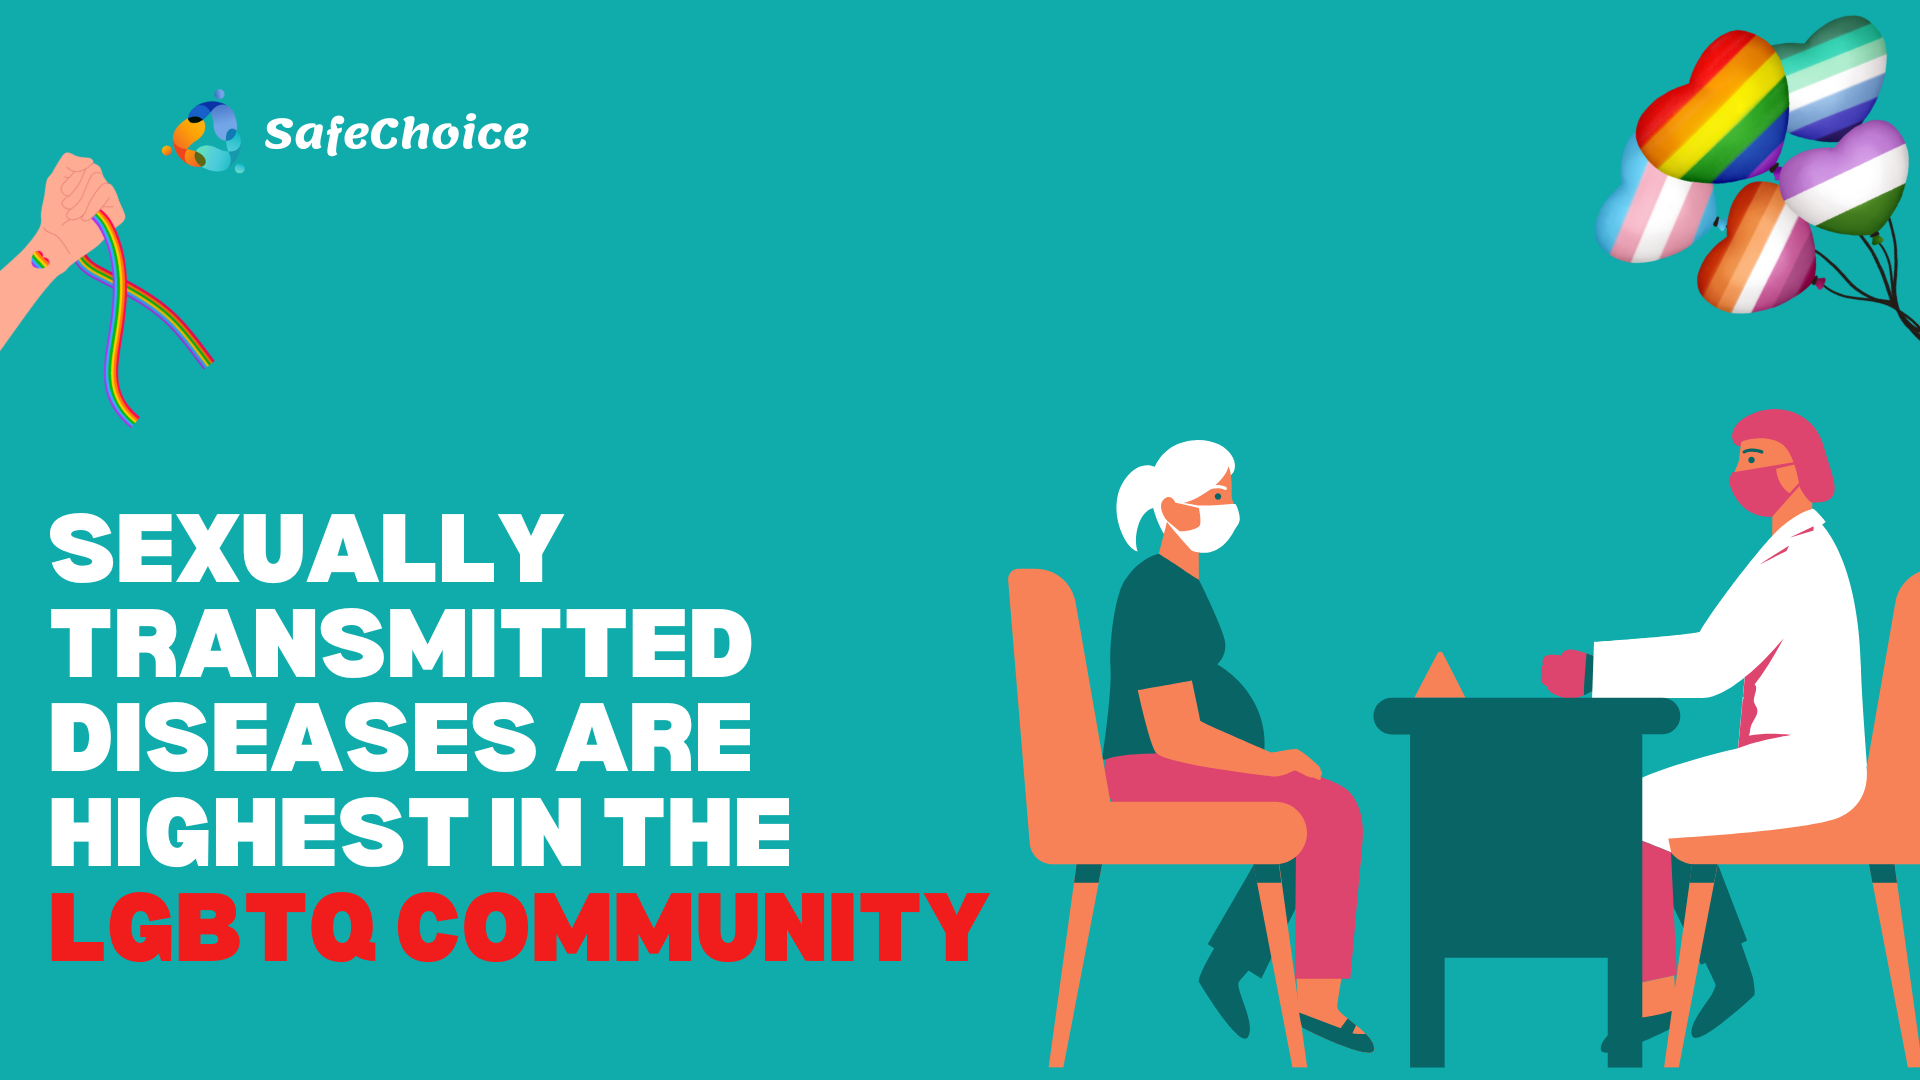 SafeChoice
SEXUALLY
TRANSMITTED
DISEASES ARE
HIGHEST IN THE
LGBTQ COMMUNITY